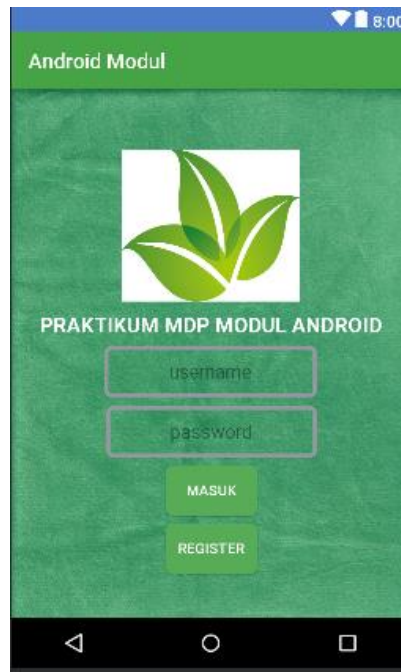 8:00
Android Modul
PRAKTIKUM MDP MODUL ANDROID
username
password
MASUK
REGISTER